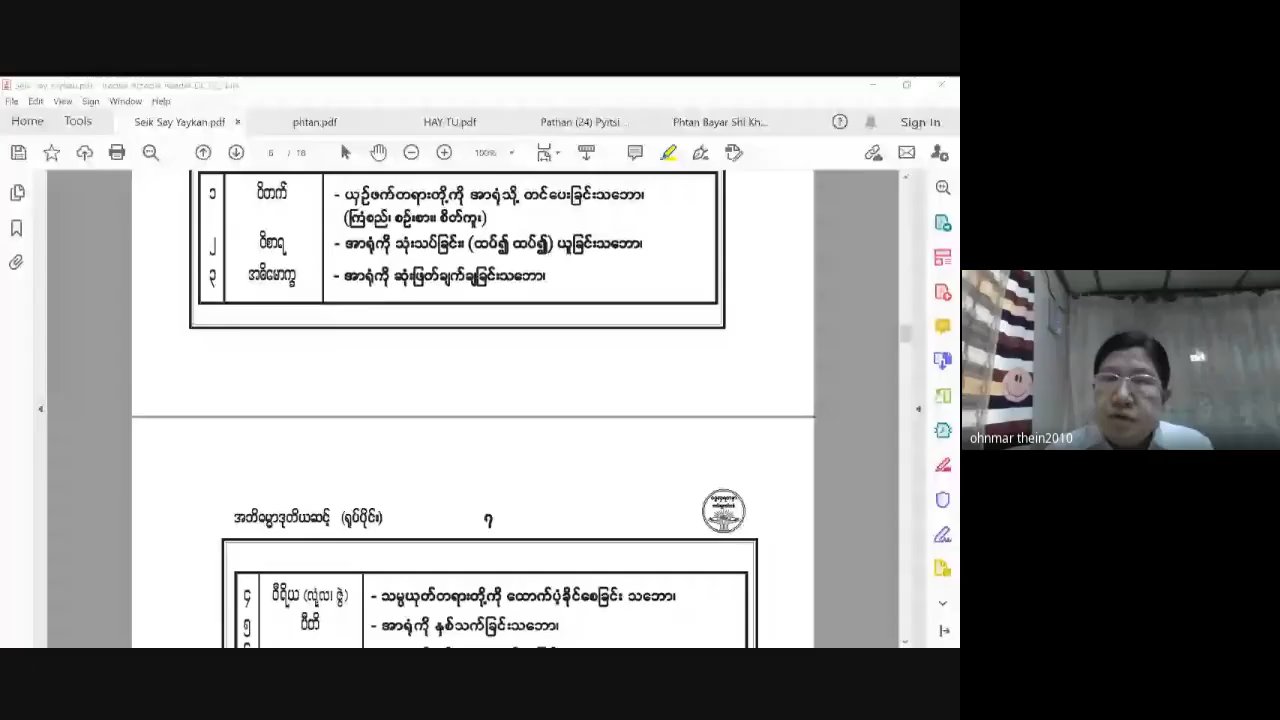 File Edit View Sign Window Help
Home Tools Seik Say Yaykan.pdf × phtan.pdf HAY TU.pdf Pathan (24) Pyitsi ... Phtan Bayar Shi Kh... Sign In
6 / 18 100%
၁ ဝိတက် - ယှဉ်ဖက်တရားတို့ကို အာရုံသို့ တင်ပေးခြင်းသဘော၊
(ကြံစည်၊ စဉ်းစား၊ စိတ်ကူး)
၂ ဝိစာရ - အာရုံကို သုံးသပ်ခြင်း၊ (ထပ်၍ ထပ်၍) ယူခြင်းသဘော၊
၃ အဓိမောက္ခ - အာရုံကို ဆုံးဖြတ်ချက်ချခြင်းသဘော၊
အဘိဓမ္မာဒုတိယဆင့် (ရုပ်ပိုင်း) ၇
၄ ဝီရိယ (လုံ့လ၊ ဇွဲ) - သမ္ပယုတ်တရားတို့ကို ထောက်ပံ့ခိုင်စေခြင်း သဘော၊
၅ ပီတိ - အာရုံကို နှစ်သက်ခြင်းသဘော၊
ohnmar thein2010